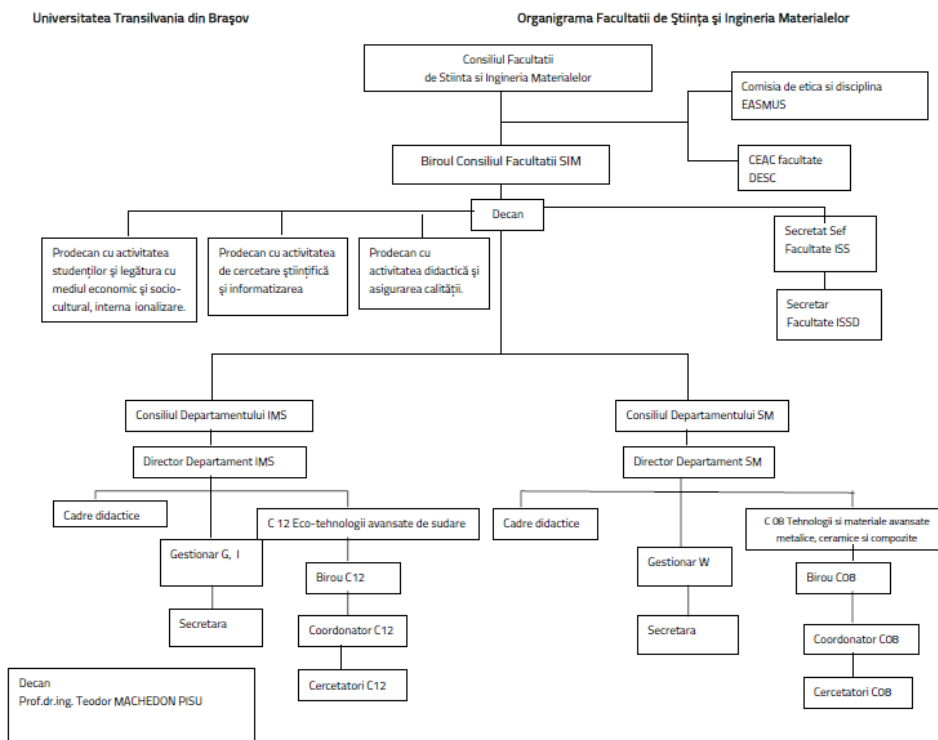 Universitatea Transilvania din Braşov
Organigrama Facultatii de Ştiinţa şi Ingineria Materialelor
Consiliul Facultatii
de Stiinta si Ingineria Materialelor
Comisia de etica si disciplina
EASMUS
Biroul Consiliul Facultatii SIM
CEAC facultate
DESC
Decan
Prodecan cu activitatea
studenţilor şi legătura cu
mediul economic şi socio-
cultural, interna ionalizare.
Prodecan cu activitatea
de cercetare ştiinţifică
şi informatizarea
Prodecan cu
activitatea didactică şi
asigurarea calităţii.
Secretat Sef
Facultate ISS
Secretar
Facultate ISSD
Consiliul Departamentului IMS
Consiliul Departamentului SM
Director Departament IMS
Director Departament SM
Cadre didactice
C 12 Eco-tehnologii avansate de sudare
Gestionar G, I
Birou C12
Secretara
Coordonator C12
Cercetatori C12
Cadre didactice
C 08 Tehnologii si materiale avansate
metalice, ceramice si compozite
Gestionar W
Birou C08
Secretara
Coordonator C08
Cercetatori C08
Decan
Prof.dr.ing. Teodor MACHEDON PISU